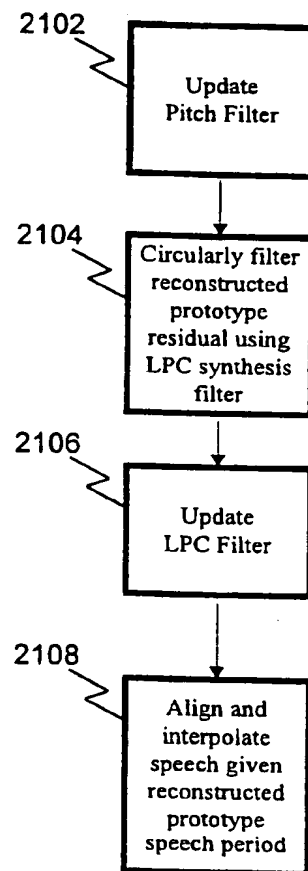 2102
Update
Pitch Filter
2104
Circularly filter
reconstructed
prototype
residual using
LPC synthesis
filter
2106
Update
LPC Filter
2108
Align and
interpolate
speech given
reconstructed
prototype
speech period